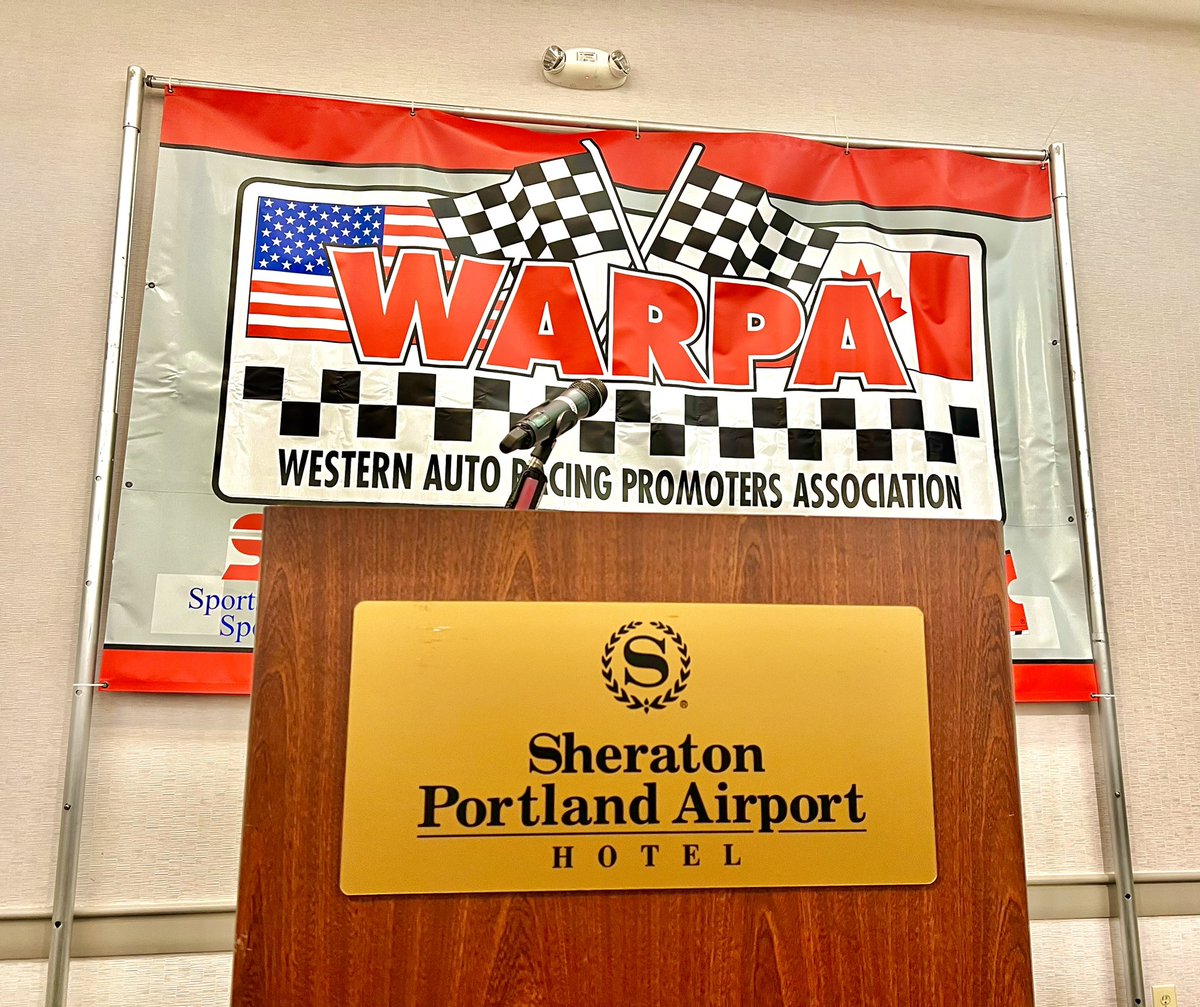 WARPA
WESTERN AUTO RACING PROMOTERS ASSOCIATION
S
®
Sheraton
Portland Airport
HOTEL